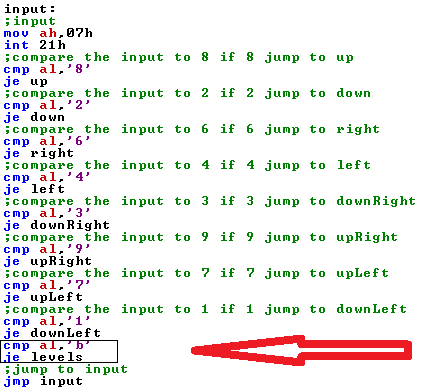 input:
;input
mov ah,07h
int 21h
;compare the input to 8 if 8 jump to up
cmp al,'8'
je up
;compare the input to 2 if 2 jump to down
cmp al,'2'
je down
;compare the input to 6 if 6 jump to right
cmp al,'6'
je right
;compare the input to 4 if 4 jump to left
cmp al,'4'
je left
;compare the input to 3 if 3 jump to downRight
cmp al,'3'
je downRight
;compare the input to 9 if 9 jump to upRight
cmp al,'9'
je upRight
;compare the input to 7 if 7 jump to upLeft
cmp al,'7'
je upLeft
;compare the input to 1 if 1 jump to downLeft
cmp al,'1'
je downLeft
cmp al,'b'
je levels
;jump to input
jmp input